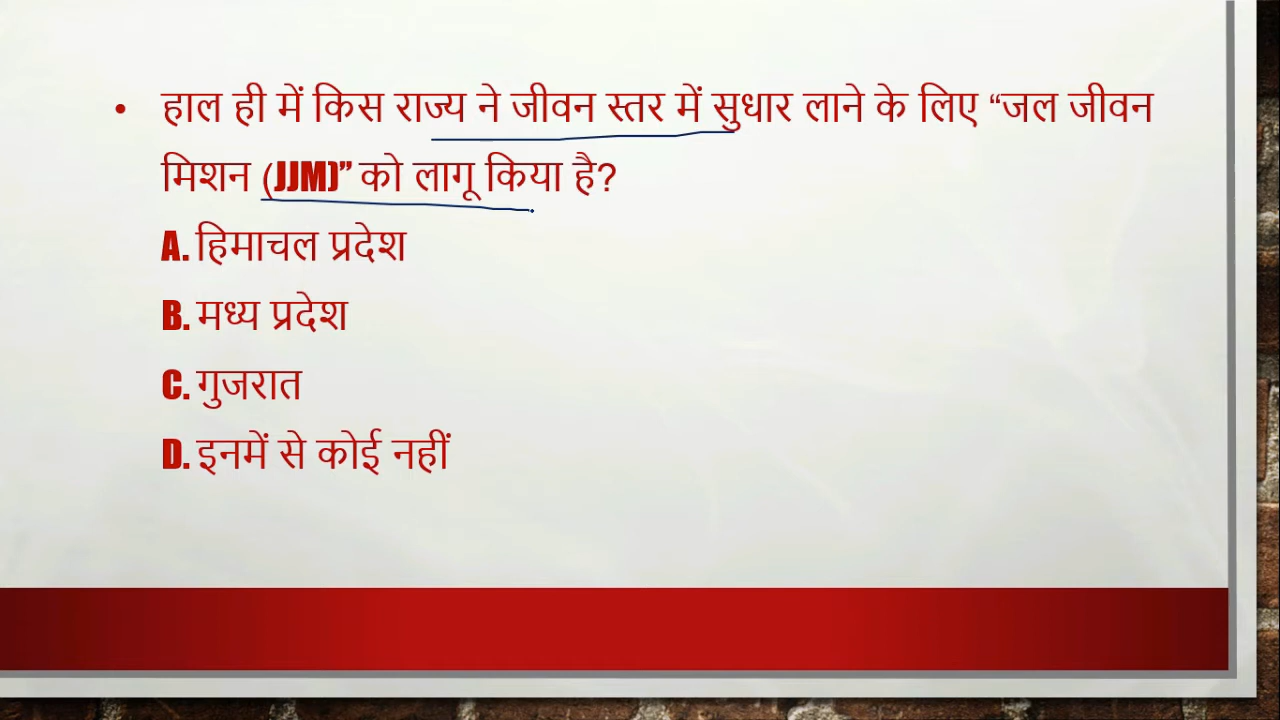 • हाल ही में किस राज्य ने जीवन स्तर में सुधार लाने के लिए “जल जीवन
मिशन (JJM)” को लागू किया है?
A. हिमाचल प्रदेश
B. मध्य प्रदेश
C. गुजरात
D. इनमें से कोई नहीं